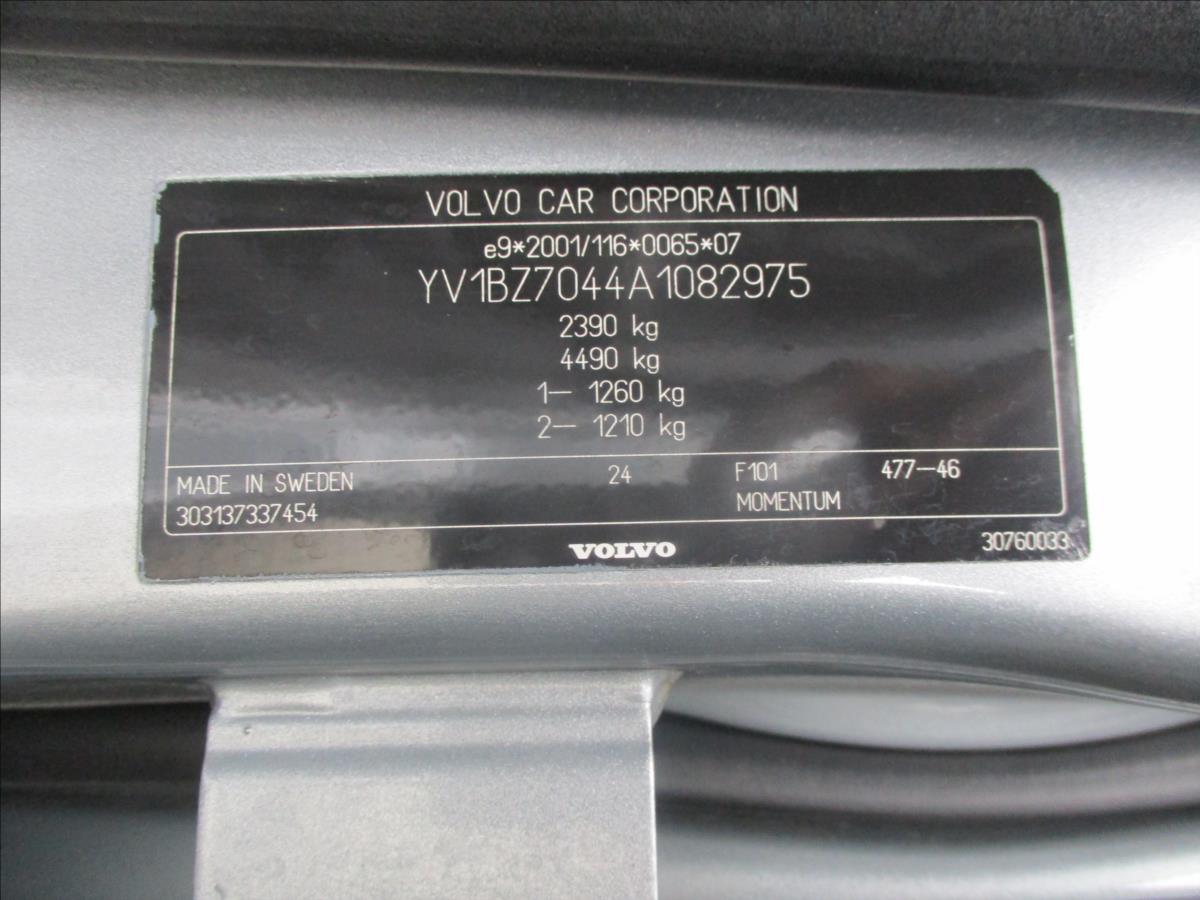 VOLVO CAR CORPORATION
e9*2001/116*0065*07
YV1BZ7044A1082975
2390 kg
4490 kg
1– 1260 kg
2– 1210 kg
MADE IN SWEDEN 24 F101 477–46
303137337454 MOMENTUM
VOLVO 30760033